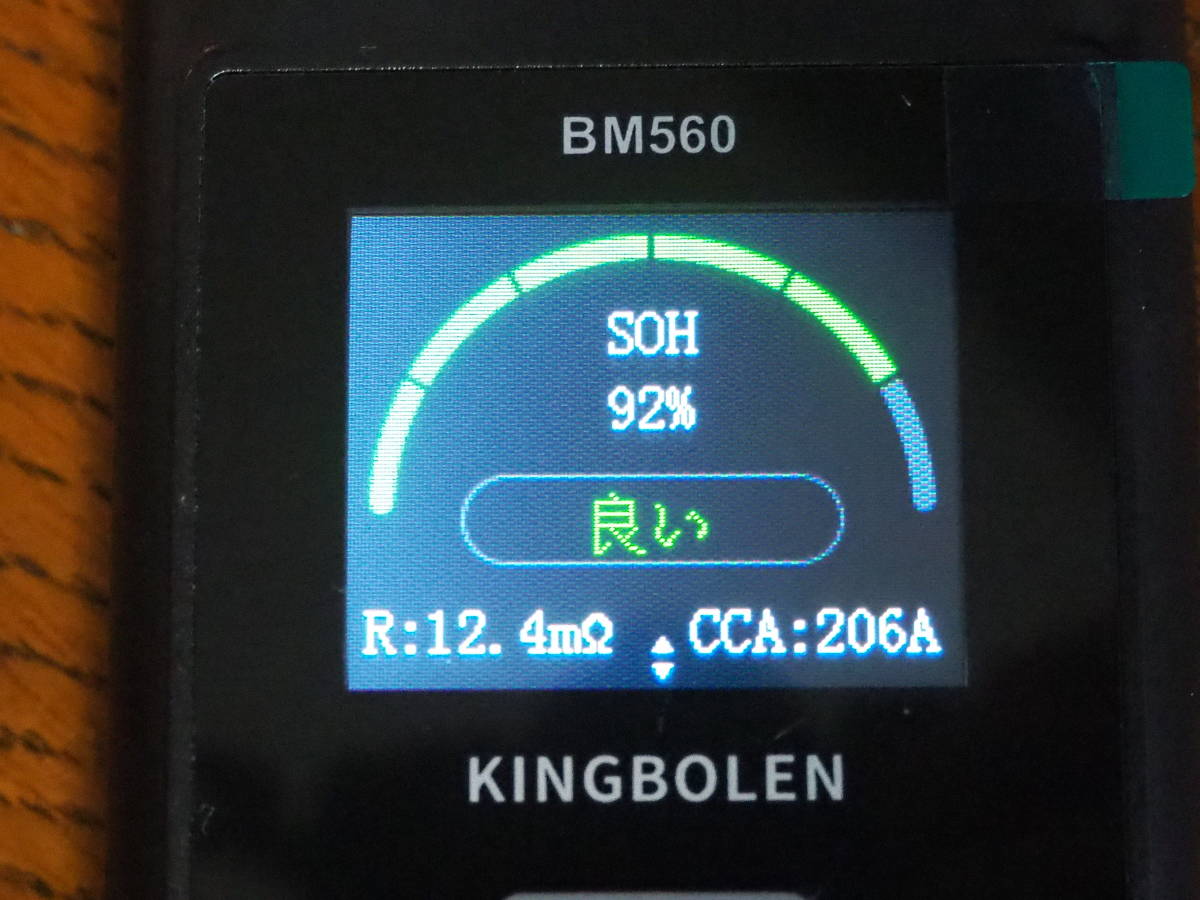 BM560
SOH
92%
良い
R:12.4mΩ CCA:206A
KINGBOLEN